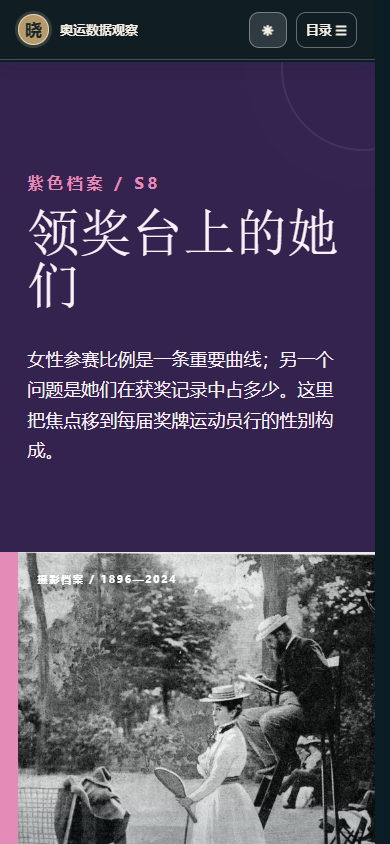 晓 奥运数据观察 目录
紫色档案 / S8
领奖台上的她
们
女性参赛比例是一条重要曲线；另一个
问题是她们在获奖记录中占多少。这里
把焦点移到每届奖牌运动员行的性别构
成。
摄影档案 / 1896—2024